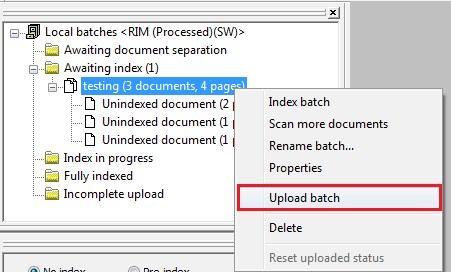 Local batches <RIM (Processed)(SW)>
Awaiting document separation
Awaiting index (1)
testing (3 documents, 4 pages)
Unindexed document (2 p
Unindexed document (1 p
Unindexed document (1 p
Index in progress
Fully indexed
Incomplete upload
Index batch
Scan more documents
Rename batch...
Properties
Upload batch
Delete
Reset uploaded status
No index
Pre-index